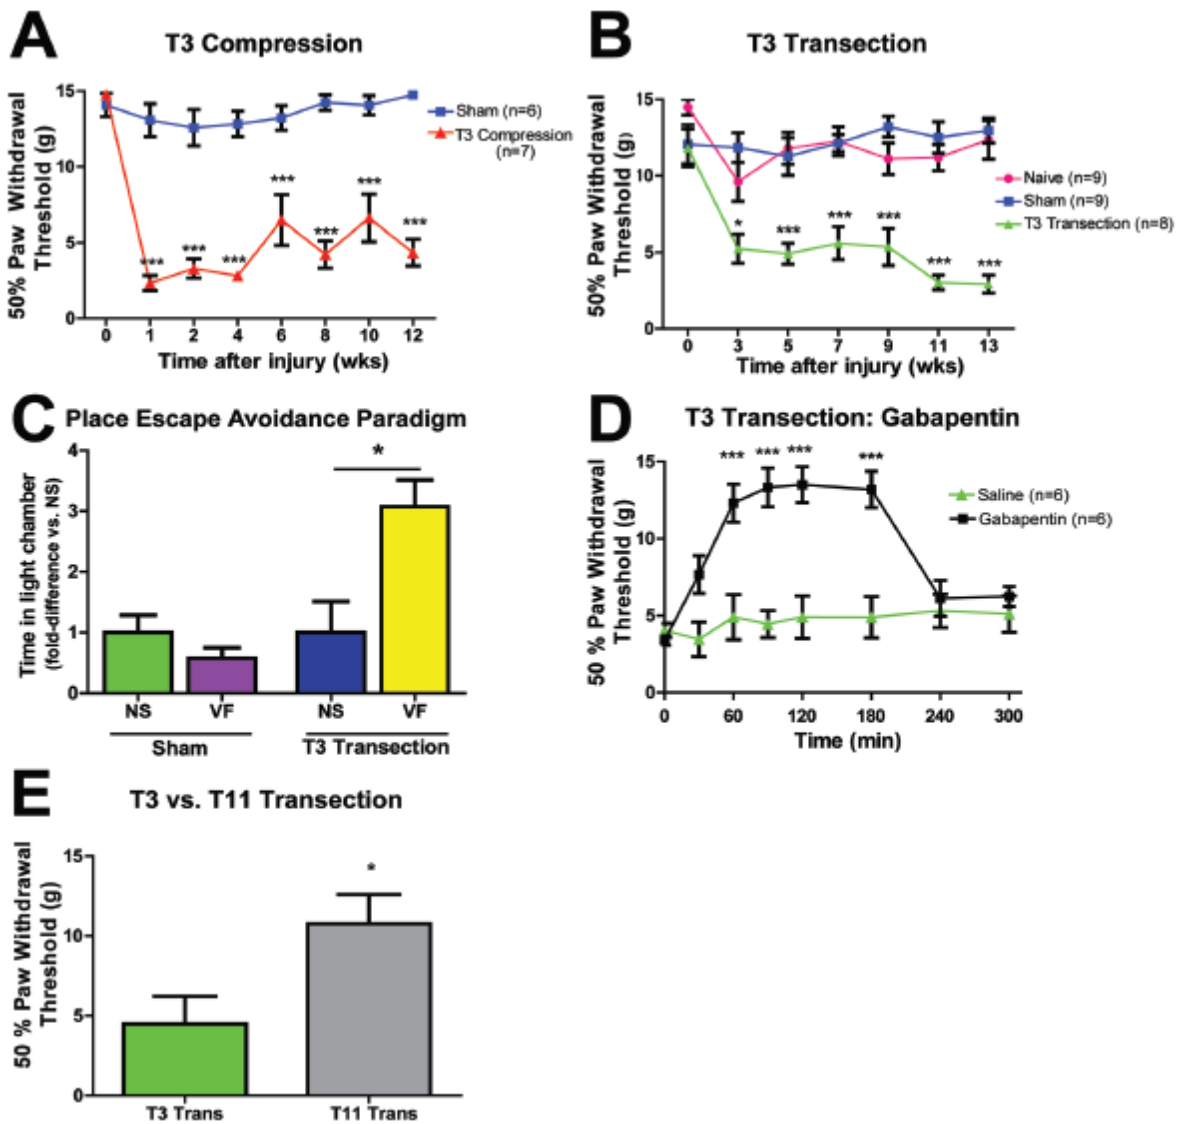 A
T3 Compression
50% Paw Withdrawal
Threshold (g)
15
10
5
0
Sham (n=6)
T3 Compression
(n=7)
***
***
***
***
***
***
***
0 1 2 4 6 8 10 12
Time after injury (wks)
B
T3 Transection
50% Paw Withdrawal
Threshold (g)
15
10
5
0
Naive (n=9)
Sham (n=9)
T3 Transection (n=8)
*
***
***
***
***
***
0 3 5 7 9 11 13
Time after injury (wks)
C
Place Escape Avoidance Paradigm
Time in light chamber
(fold-difference vs. NS)
4
3
2
1
0
*
NS VF NS VF
Sham T3 Transection
D
T3 Transection: Gabapentin
50 % Paw Withdrawal
Threshold (g)
15
10
5
0
*** *** *** ***
Saline (n=6)
Gabapentin (n=6)
0 60 120 180 240 300
Time (min)
E
T3 vs. T11 Transection
50 % Paw Withdrawal
Threshold (g)
15
10
5
0
*
T3 Trans T11 Trans